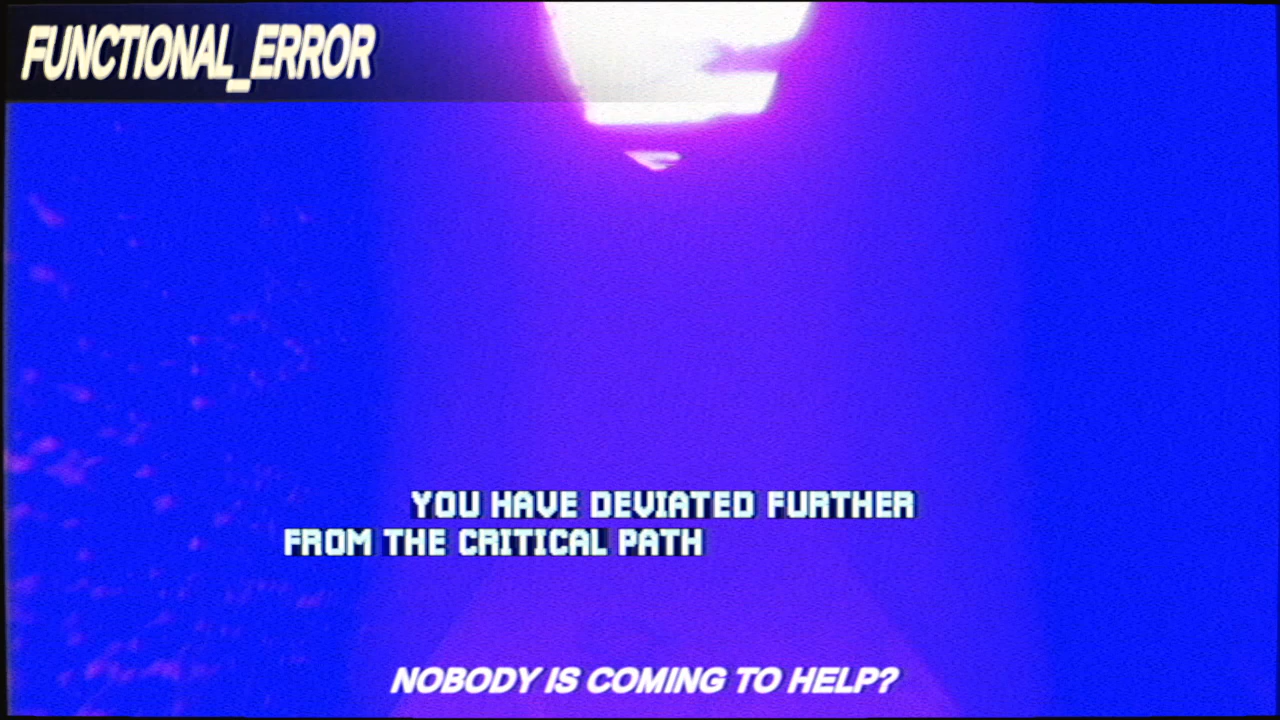 FUNCTIONAL_ERROR
YOU HAVE DEVIATED FURTHER
FROM THE CRITICAL PATH
NOBODY IS COMING TO HELP?